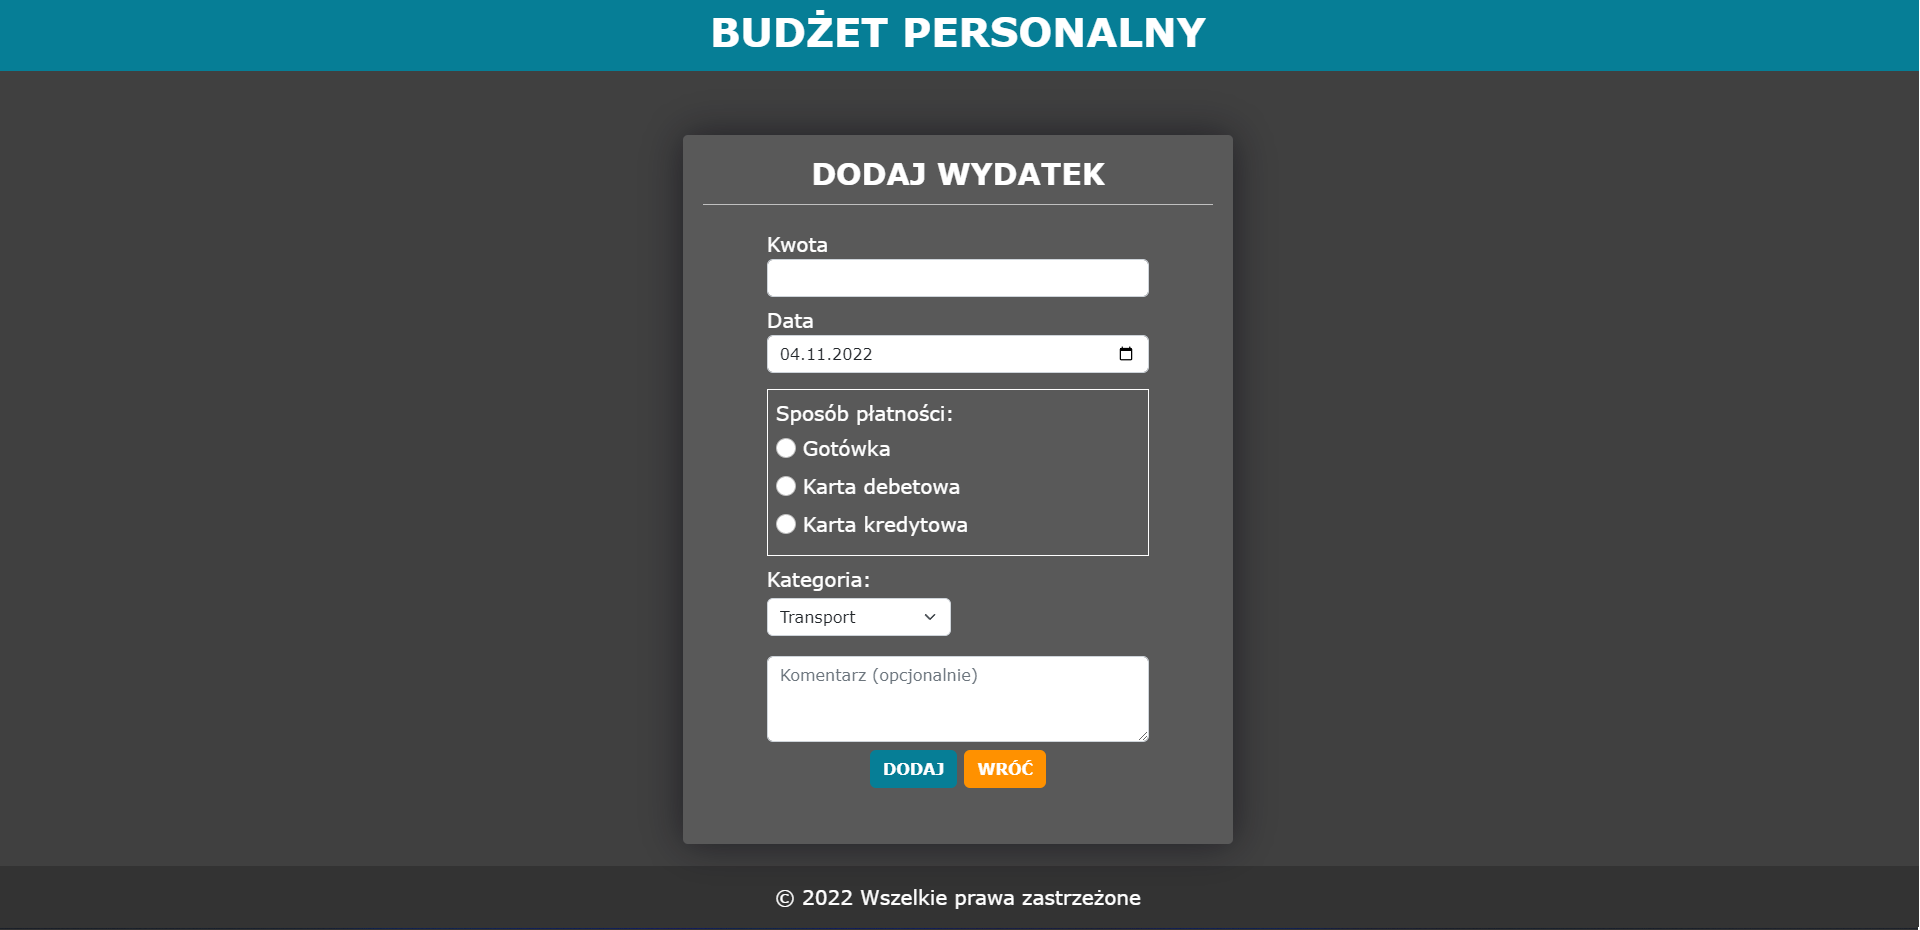 BUDŻET PERSONALNY
DODAJ WYDATEK
Kwota
Data
04.11.2022
Sposób płatności:
Gotówka
Karta debetowa
Karta kredytowa
Kategoria:
Transport
Komentarz (opcjonalnie)
DODAJ WRÓĆ
© 2022 Wszelkie prawa zastrzeżone